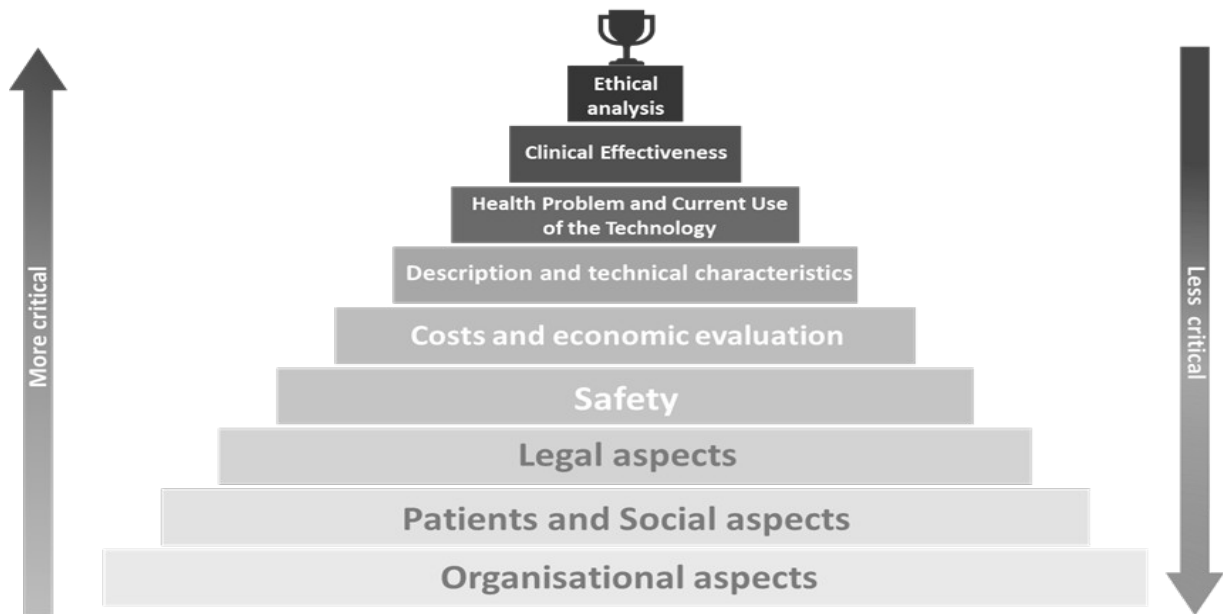 Ethical
analysis
Clinical Effectiveness
Health Problem and Current Use
of the Technology
Description and technical characteristics
Costs and economic evaluation
Safety
Legal aspects
Patients and Social aspects
Organisational aspects
More critical
Less critical